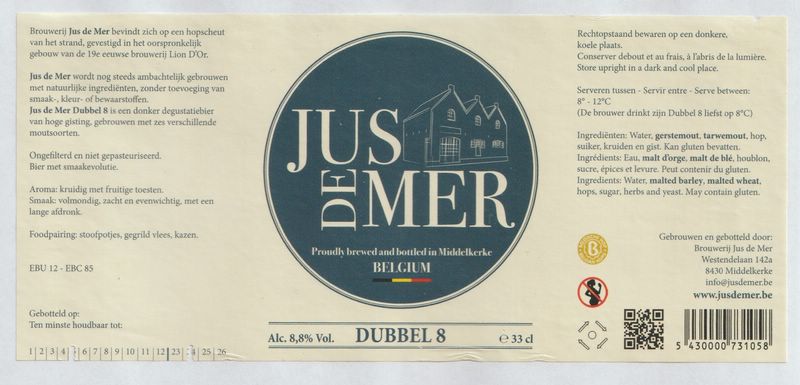 Brouwerij Jus de Mer bevindt zich op een hopscheut
van het strand, gevestigd in het oorspronkelijk
gebouw van de 19e eeuwse brouwerij Lion D'Or.
Jus de Mer wordt nog steeds ambachtelijk gebrouwen
met natuurlijke ingrediënten, zonder toevoeging van
smaak-, kleur- of bewaarstoffen.
Jus de Mer Dubbel 8 is een donker degustatiebier
van hoge gisting, gebrouwen met zes verschillende
moutsoorten.
Ongefilterd en niet gepasteuriseerd.
Bier met smaakevolutie.
Aroma: kruidig met fruitige toesten.
Smaak: volmondig, zacht en evenwichtig, met een
lange afdronk.
Foodpairing: stoofpotjes, gegrild vlees, kazen.
EBU 12 - EBC 85
Gebotteld op:
Ten minste houdbaar tot:
1 2 3 4 5 6 7 8 9 10 11 12 23 24 25 26
JUS
DE MER
Proudly brewed and bottled in Middelkerke
BELGIUM
Alc. 8,8% Vol. DUBBEL 8 ℮ 33 cl
Rechtopstaand bewaren op een donkere,
koele plaats.
Conserver debout et au frais, à l'abris de la lumière.
Store upright in a dark and cool place.
Serveren tussen - Servir entre - Serve between:
8° - 12°C
(De brouwer drinkt zijn Dubbel 8 liefst op 8°C)
Ingrediënten: Water, gerstemout, tarwemout, hop,
suiker, kruiden en gist. Kan gluten bevatten.
Ingrédients: Eau, malt d'orge, malt de blé, houblon,
sucre, épices et levure. Peut contenir du gluten.
Ingredients: Water, malted barley, malted wheat,
hops, sugar, herbs and yeast. May contain gluten.
Gebrouwen en gebotteld door:
Brouwerij Jus de Mer
Westendelaan 142a
8430 Middelkerke
info@jusdemer.be
www.jusdemer.be
B
5 430000 731058